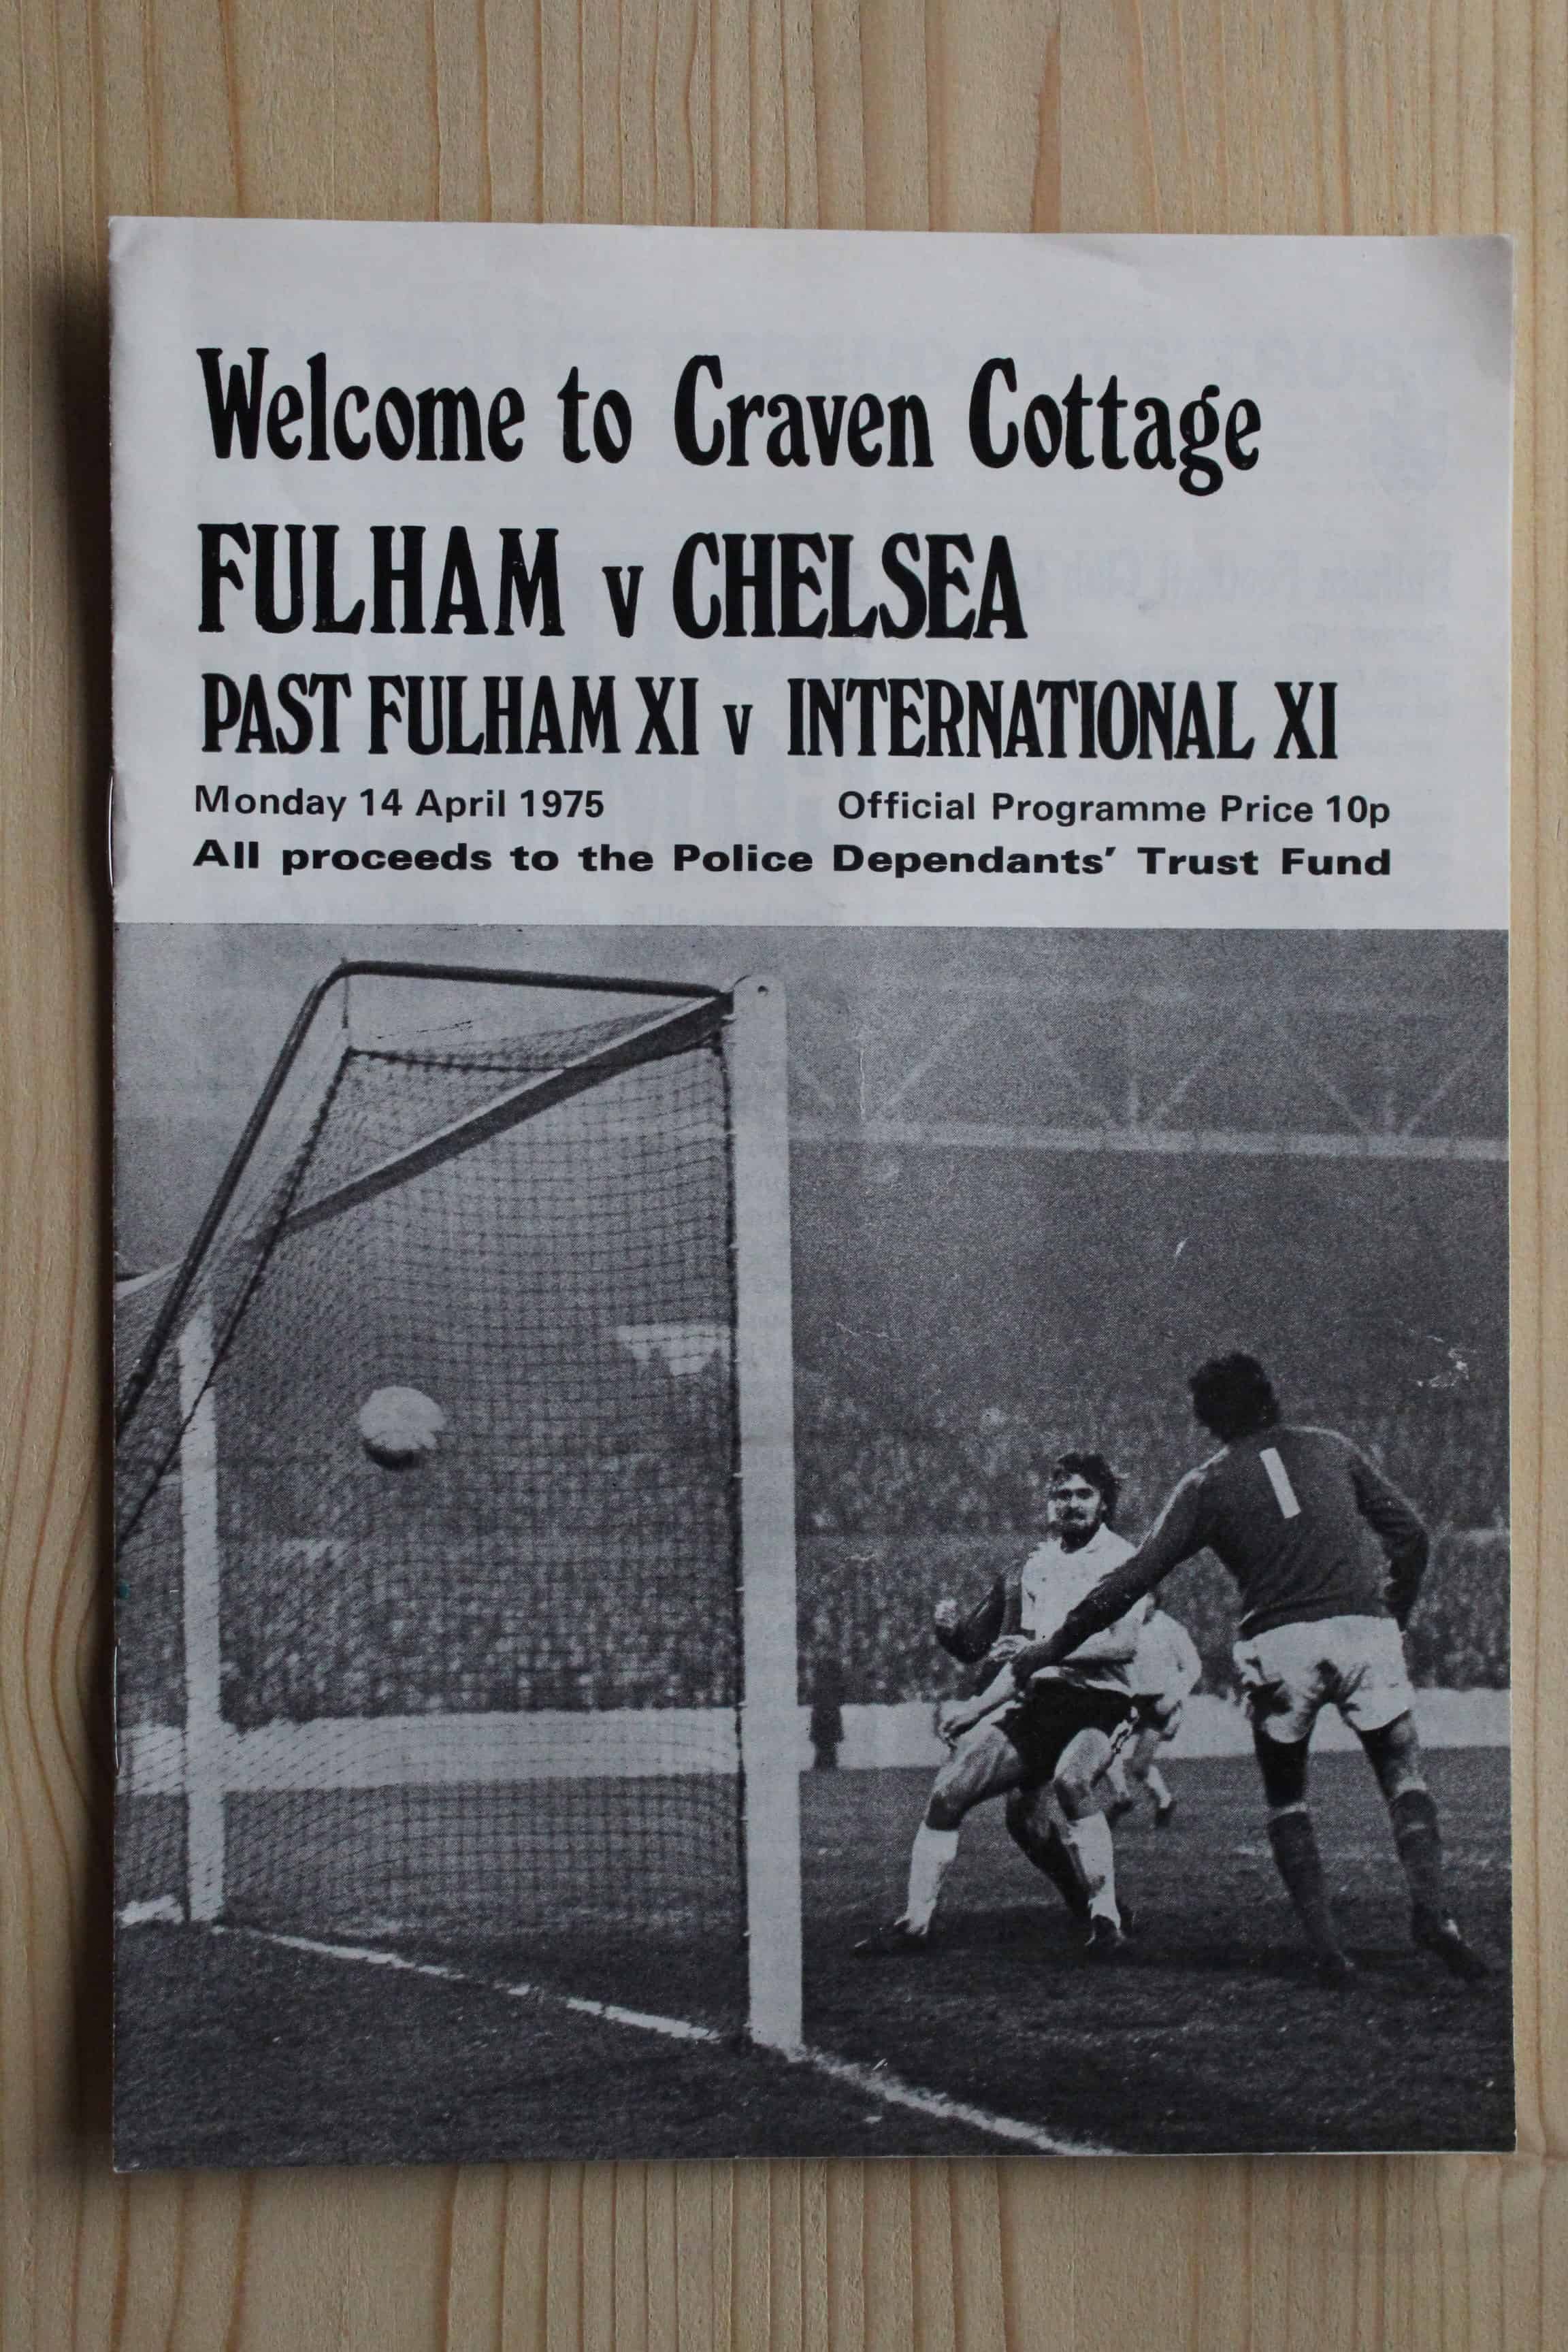 Welcome to Craven Cottage
FULHAM v CHELSEA
PAST FULHAM XI v INTERNATIONAL XI
Monday 14 April 1975 Official Programme Price 10p
All proceeds to the Police Dependants' Trust Fund
1